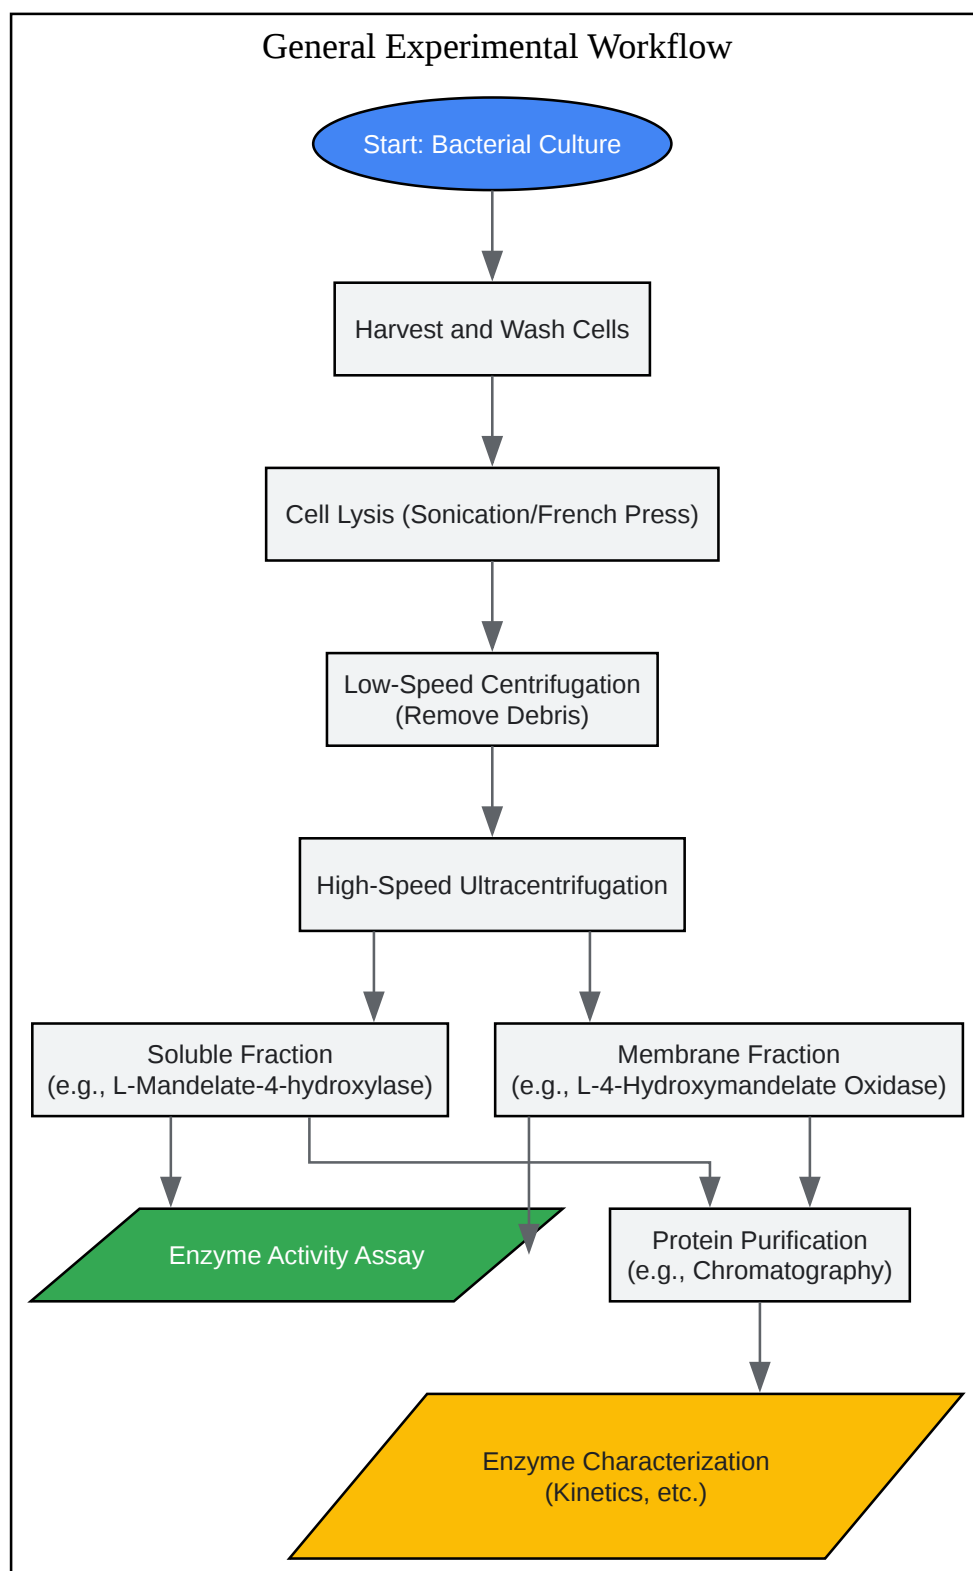 General Experimental Workflow
Start: Bacterial Culture
Harvest and Wash Cells
Cell Lysis (Sonication/French Press)
Low-Speed Centrifugation
(Remove Debris)
High-Speed Ultracentrifugation
Soluble Fraction
(e.g., L-Mandelate-4-hydroxylase)
Membrane Fraction
(e.g., L-4-Hydroxymandelate Oxidase)
Enzyme Activity Assay
Protein Purification
(e.g., Chromatography)
Enzyme Characterization
(Kinetics, etc.)